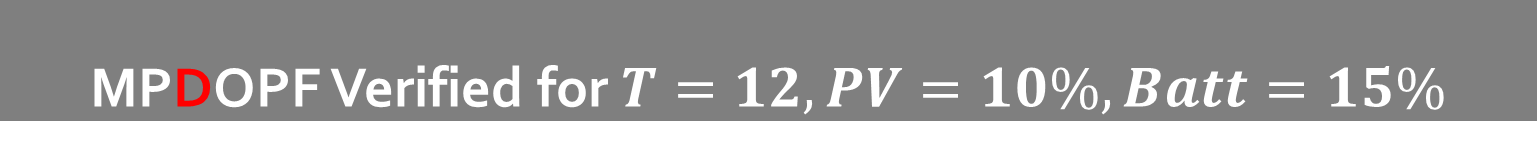 MPDOPF Verified for T = 12, PV = 10%, Batt = 15%